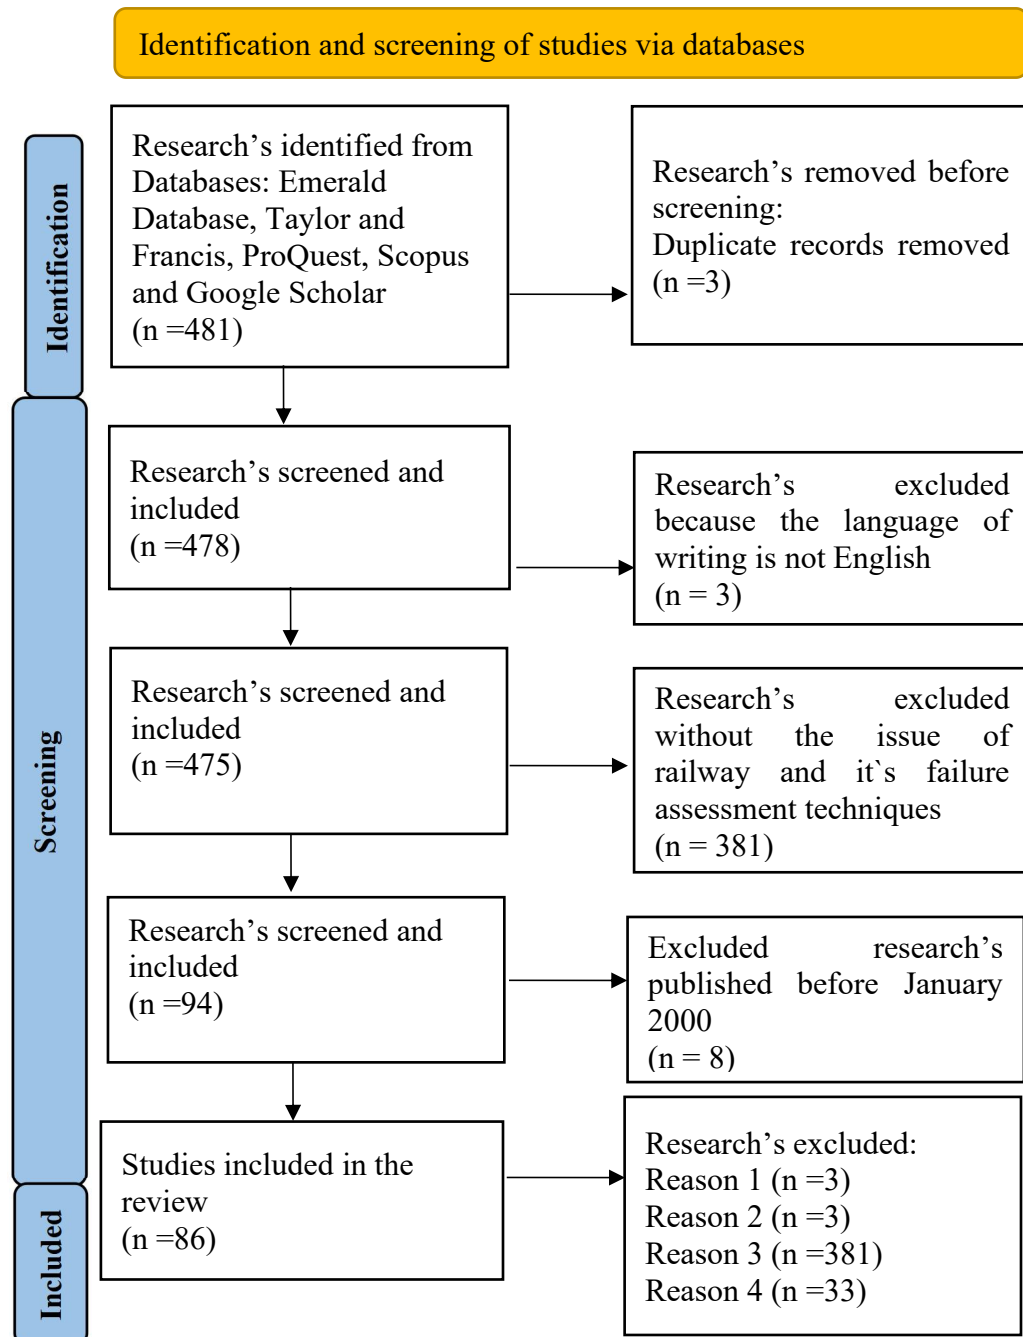 Identification and screening of studies via databases
Identification
Research’s identified from
Databases: Emerald
Database, Taylor and
Francis, ProQuest, Scopus
and Google Scholar
(n =481)
Research’s removed before
screening:
Duplicate records removed
(n =3)
Screening
Research’s screened and
included
(n =478)
Research’s excluded
because the language of
writing is not English
(n = 3)
Research’s screened and
included
(n =475)
Research’s excluded
without the issue of
railway and it`s failure
assessment techniques
(n = 381)
Research’s screened and
included
(n =94)
Excluded research’s
published before January
2000
(n = 8)
Included
Studies included in the
review
(n =86)
Research’s excluded:
Reason 1 (n =3)
Reason 2 (n =3)
Reason 3 (n =381)
Reason 4 (n =33)